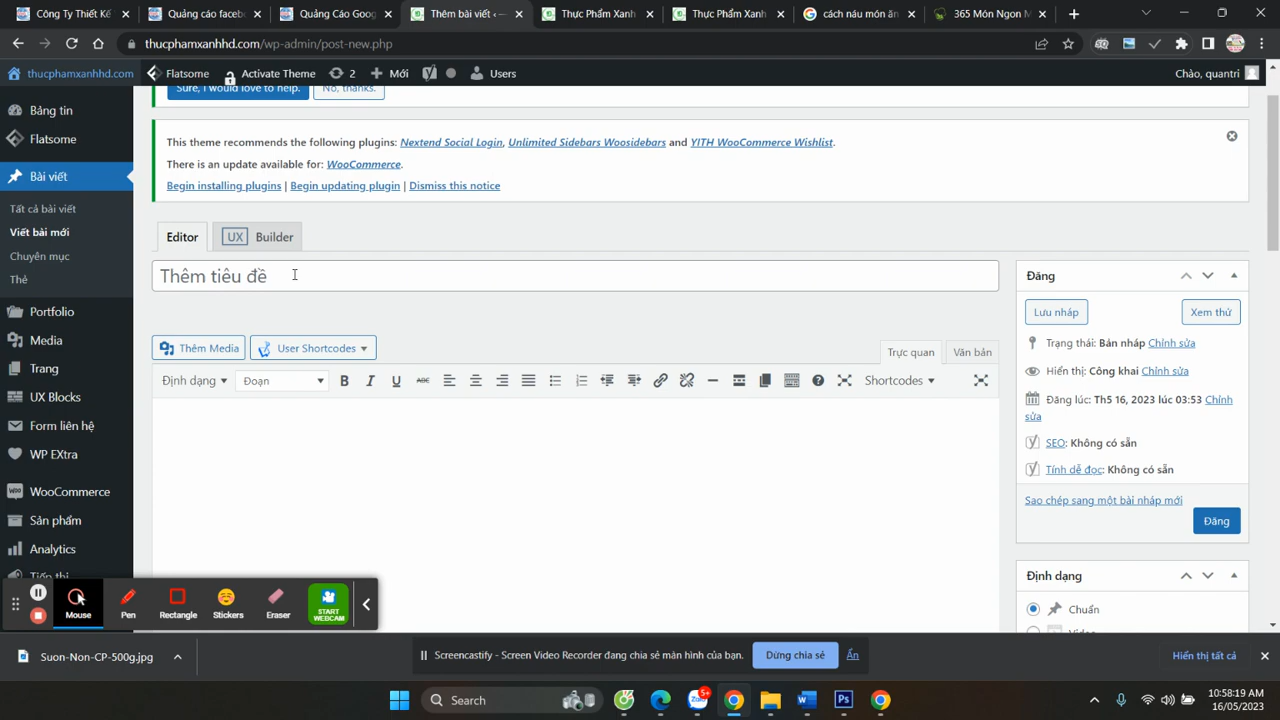 Công Ty Thiết Kế
Quảng cáo faceb
Quảng Cáo Goog
Thêm bài viết ‹
Thực Phẩm Xanh
Thực Phẩm Xanh
cách nấu món ăn
365 Món Ngon M
thucphamxanhhd.com/wp-admin/post-new.php
thucphamxanhhd.com
Flatsome
Activate Theme
2
Mới
Users
Chào, quantri
Sure, I would love to help.
No, thanks.
Bảng tin
Flatsome
Bài viết
Tất cả bài viết
Viết bài mới
Chuyên mục
Thẻ
Portfolio
Media
Trang
UX Blocks
Form liên hệ
WP EXtra
WooCommerce
Sản phẩm
Analytics
Tiếp thị
This theme recommends the following plugins: Nextend Social Login, Unlimited Sidebars Woosidebars and YITH WooCommerce Wishlist.
There is an update available for: WooCommerce.
Begin installing plugins | Begin updating plugin | Dismiss this notice
Editor
UX Builder
Thêm tiêu đề
Thêm Media
User Shortcodes
Trực quan
Văn bản
Định dạng
Đoạn
B I U ABC
Shortcodes
Đăng
Lưu nháp
Xem thử
Trạng thái: Bản nháp Chỉnh sửa
Hiển thị: Công khai Chỉnh sửa
Đăng lúc: Th5 16, 2023 lúc 03:53 Chỉnh
sửa
SEO: Không có sẵn
Tính dễ đọc: Không có sẵn
Sao chép sang một bài nháp mới
Đăng
Định dạng
Chuẩn
Video
Mouse
Pen
Rectangle
Stickers
Eraser
START
WEBCAM
Suon-Non-CP-500g.jpg
Screencastify - Screen Video Recorder đang chia sẻ màn hình của bạn.
Dừng chia sẻ
Ẩn
Hiển thị tất cả
Search
5+
10:58:19 AM
16/05/2023